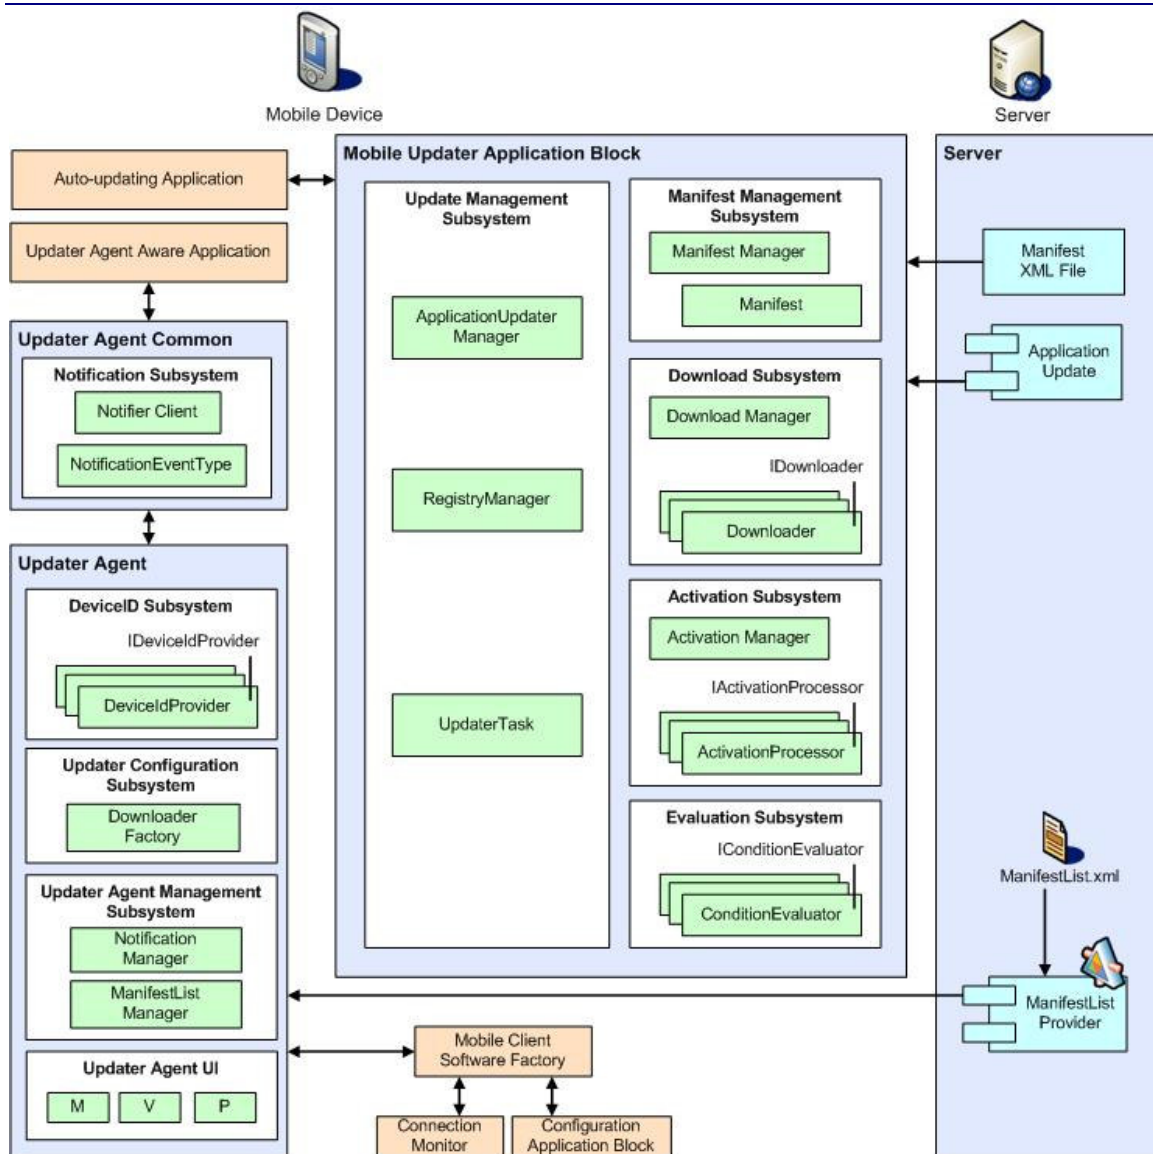 Mobile Device
Server
Auto-updating Application
Updater Agent Aware Application
Updater Agent Common
Notification Subsystem
Notifier Client
NotificationEventType
Updater Agent
DeviceID Subsystem
IDeviceIdProvider
DeviceIdProvider
Updater Configuration
Subsystem
Downloader
Factory
Updater Agent Management
Subsystem
Notification
Manager
ManifestList
Manager
Updater Agent UI
M
V
P
Mobile Updater Application Block
Update Management
Subsystem
ApplicationUpdater
Manager
RegistryManager
UpdaterTask
Manifest Management
Subsystem
Manifest Manager
Manifest
Download Subsystem
Download Manager
IDownloader
Downloader
Activation Subsystem
Activation Manager
IActivationProcessor
ActivationProcessor
Evaluation Subsystem
IConditionEvaluator
ConditionEvaluator
Mobile Client
Software Factory
Connection
Monitor
Configuration
Application Block
Server
Manifest
XML File
Application
Update
ManifestList.xml
ManifestList
Provider